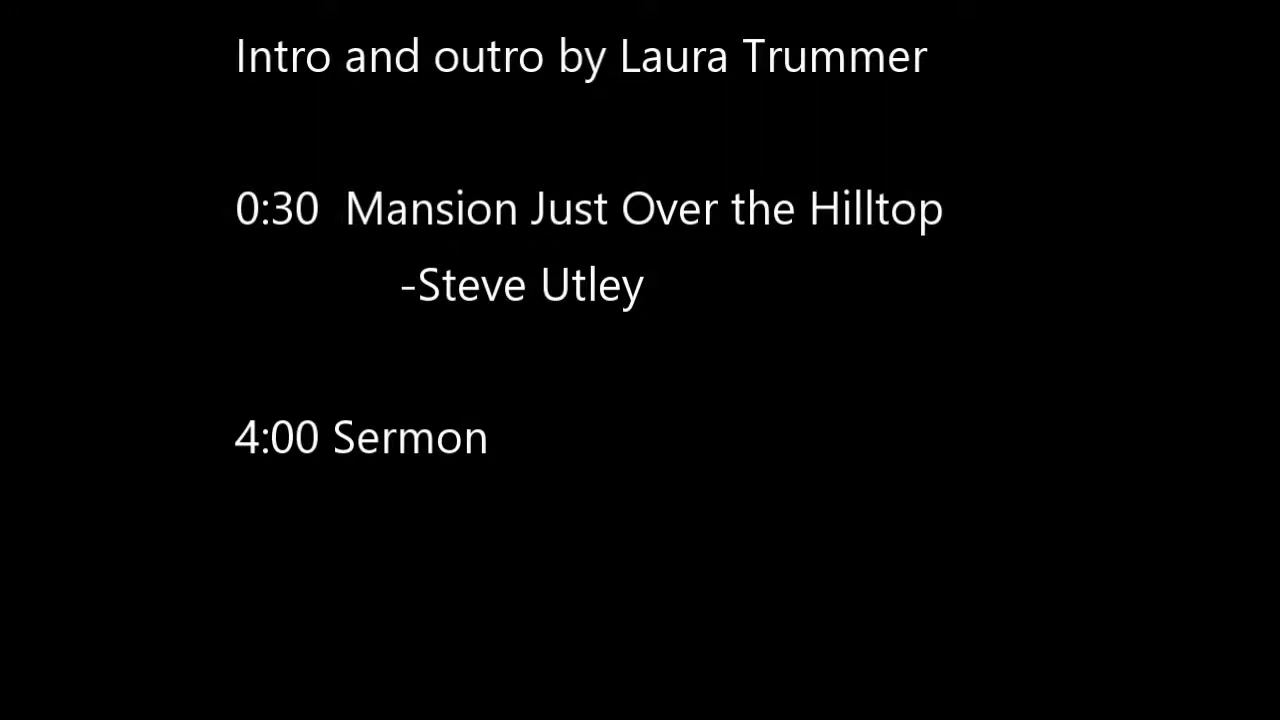 Intro and outro by Laura Trummer
0:30 Mansion Just Over the Hilltop
-Steve Utley
4:00 Sermon